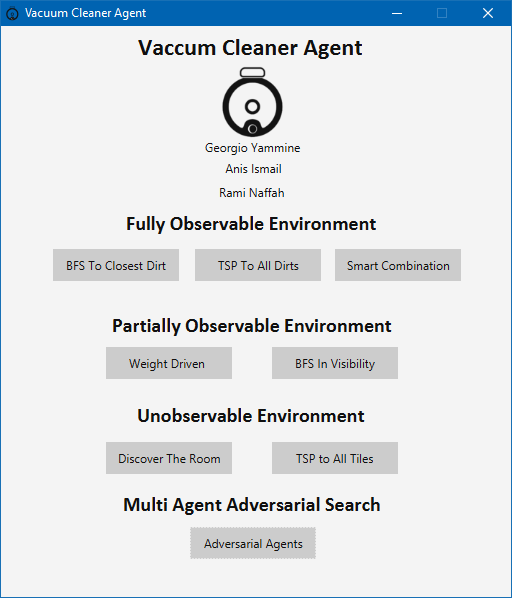 Vacuum Cleaner Agent
Vaccum Cleaner Agent
Georgio Yammine
Anis Ismail
Rami Naffah
Fully Observable Environment
BFS To Closest Dirt
TSP To All Dirts
Smart Combination
Partially Observable Environment
Weight Driven
BFS In Visibility
Unobservable Environment
Discover The Room
TSP to All Tiles
Multi Agent Adversarial Search
Adversarial Agents